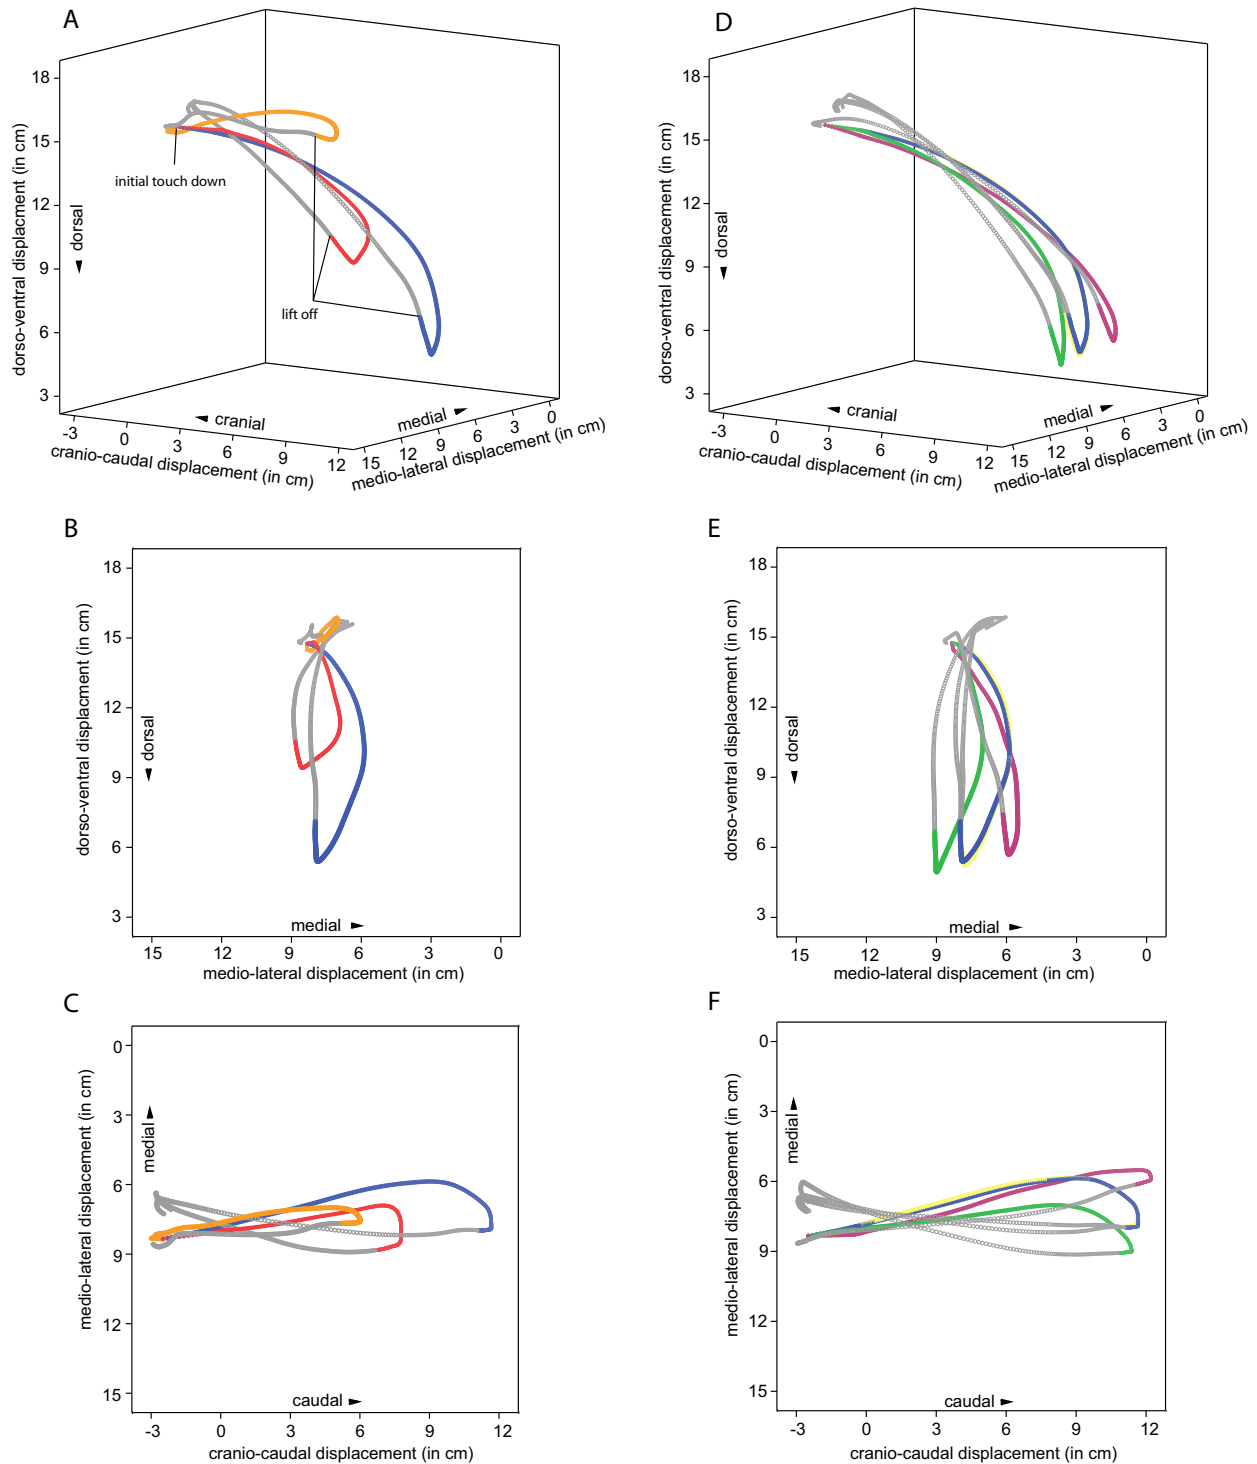 A
18
15
12
9
6
3
dorso-ventral displacment (in cm)
dorsal
initial touch down
lift off
cranial
medial
-3
0
3
6
9
12
cranio-caudal displacement (in cm)
15
12
9
6
3
0
medio-lateral displacement (in cm)
D
18
15
12
9
6
3
dorso-ventral displacement (in cm)
dorsal
cranial
medial
-3
0
3
6
9
12
cranio-caudal displacement (in cm)
15
12
9
6
3
0
medio-lateral displacement (in cm)
B
18
15
12
9
6
3
dorso-ventral displacement (in cm)
dorsal
medial
15
12
9
6
3
0
medio-lateral displacement (in cm)
E
18
15
12
9
6
3
dorso-ventral displacement (in cm)
dorsal
medial
15
12
9
6
3
0
medio-lateral displacement (in cm)
C
0
3
6
9
12
15
medio-lateral displacement (in cm)
medial
caudal
-3
0
3
6
9
12
cranio-caudal displacement (in cm)
F
0
3
6
9
12
15
medio-lateral displacement (in cm)
medial
caudal
-3
0
3
6
9
12
cranio-caudal displacement (in cm)